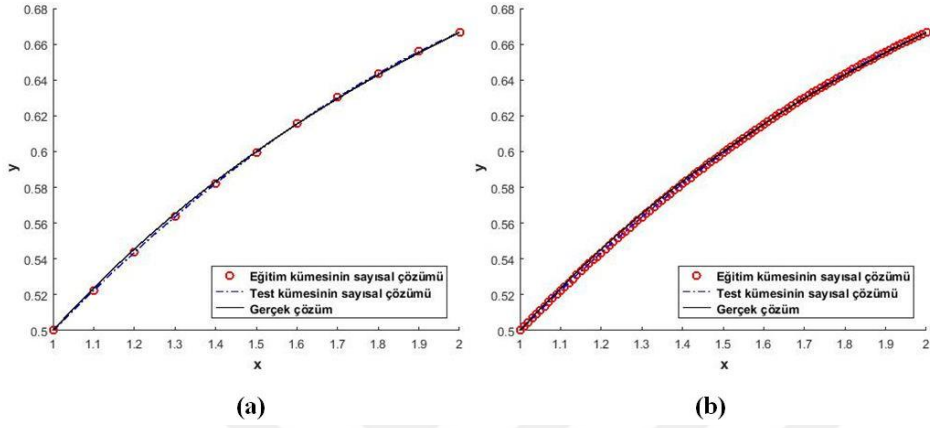 0.68
0.66
0.64
0.62
0.6
0.58
0.56
0.54
0.52
0.5
y
Eğitim kümesinin sayısal çözümü
Test kümesinin sayısal çözümü
Gerçek çözüm
1 1.1 1.2 1.3 1.4 1.5 1.6 1.7 1.8 1.9 2
x
(a)
0.68
0.66
0.64
0.62
0.6
0.58
0.56
0.54
0.52
0.5
y
Eğitim kümesinin sayısal çözümü
Test kümesinin sayısal çözümü
Gerçek çözüm
1 1.1 1.2 1.3 1.4 1.5 1.6 1.7 1.8 1.9 2
x
(b)